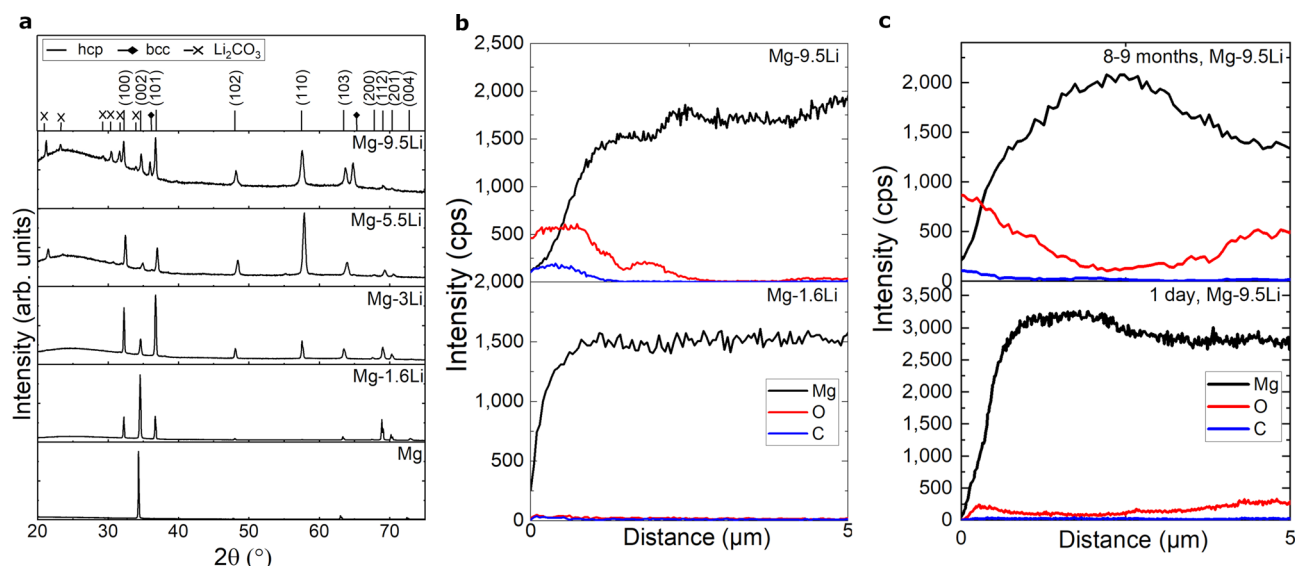 a
hcp bcc Li2CO3
(100)
(002)
(101)
(102)
(110)
(103)
(200)
(112)
(201)
(004)
Mg-9.5Li
Mg-5.5Li
Mg-3Li
Mg-1.6Li
Mg
Intensity (arb. units)
20 30 40 50 60 70
2θ (°)
b
2,500
Mg-9.5Li
2,000
1,500
1,000
500
2,000
Mg-1.6Li
1,500
1,000
500
0
Intensity (cps)
Mg
O
C
0 5
Distance (µm)
c
8-9 months, Mg-9.5Li
2,000
1,500
1,000
500
0
1 day, Mg-9.5Li
3,500
3,000
2,500
2,000
1,500
1,000
500
0
Intensity (cps)
Intensity (cps)
Mg
O
C
0 5
Distance (µm)